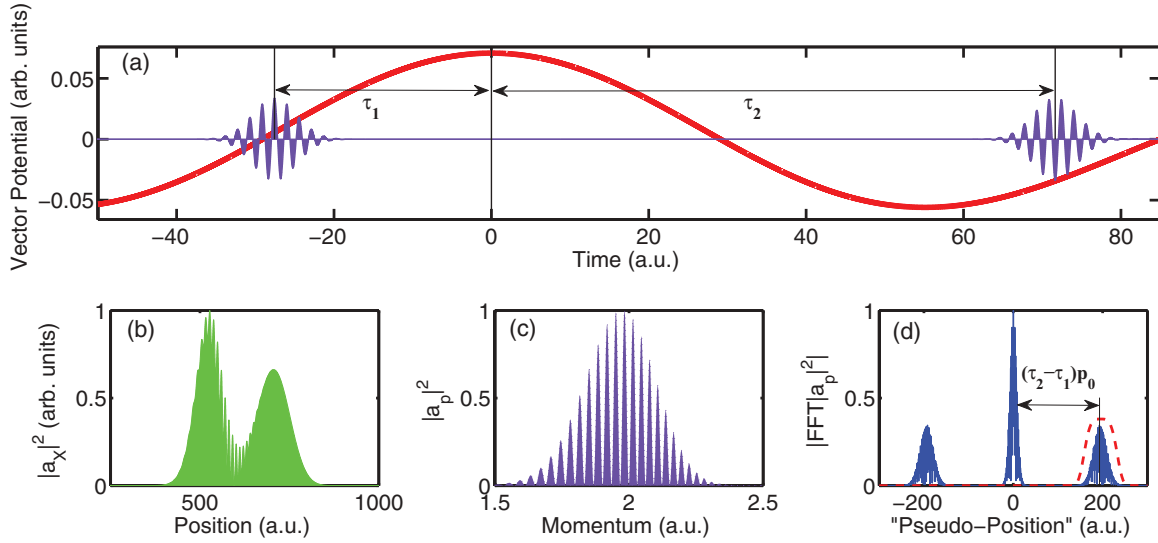 Vector Potential (arb. units)
(a)
0.05
0
−0.05
τ1
τ2
−40 −20 0 20 40 60 80
Time (a.u.)
(b)
|aX|² (arb. units)
1
0.5
0
500 1000
Position (a.u.)
(c)
|ap|²
1
0.5
0
1.5 2 2.5
Momentum (a.u.)
(d)
|FFT|ap|²|
1
0.5
0
(τ2−τ1)p0
−200 0 200
"Pseudo−Position" (a.u.)